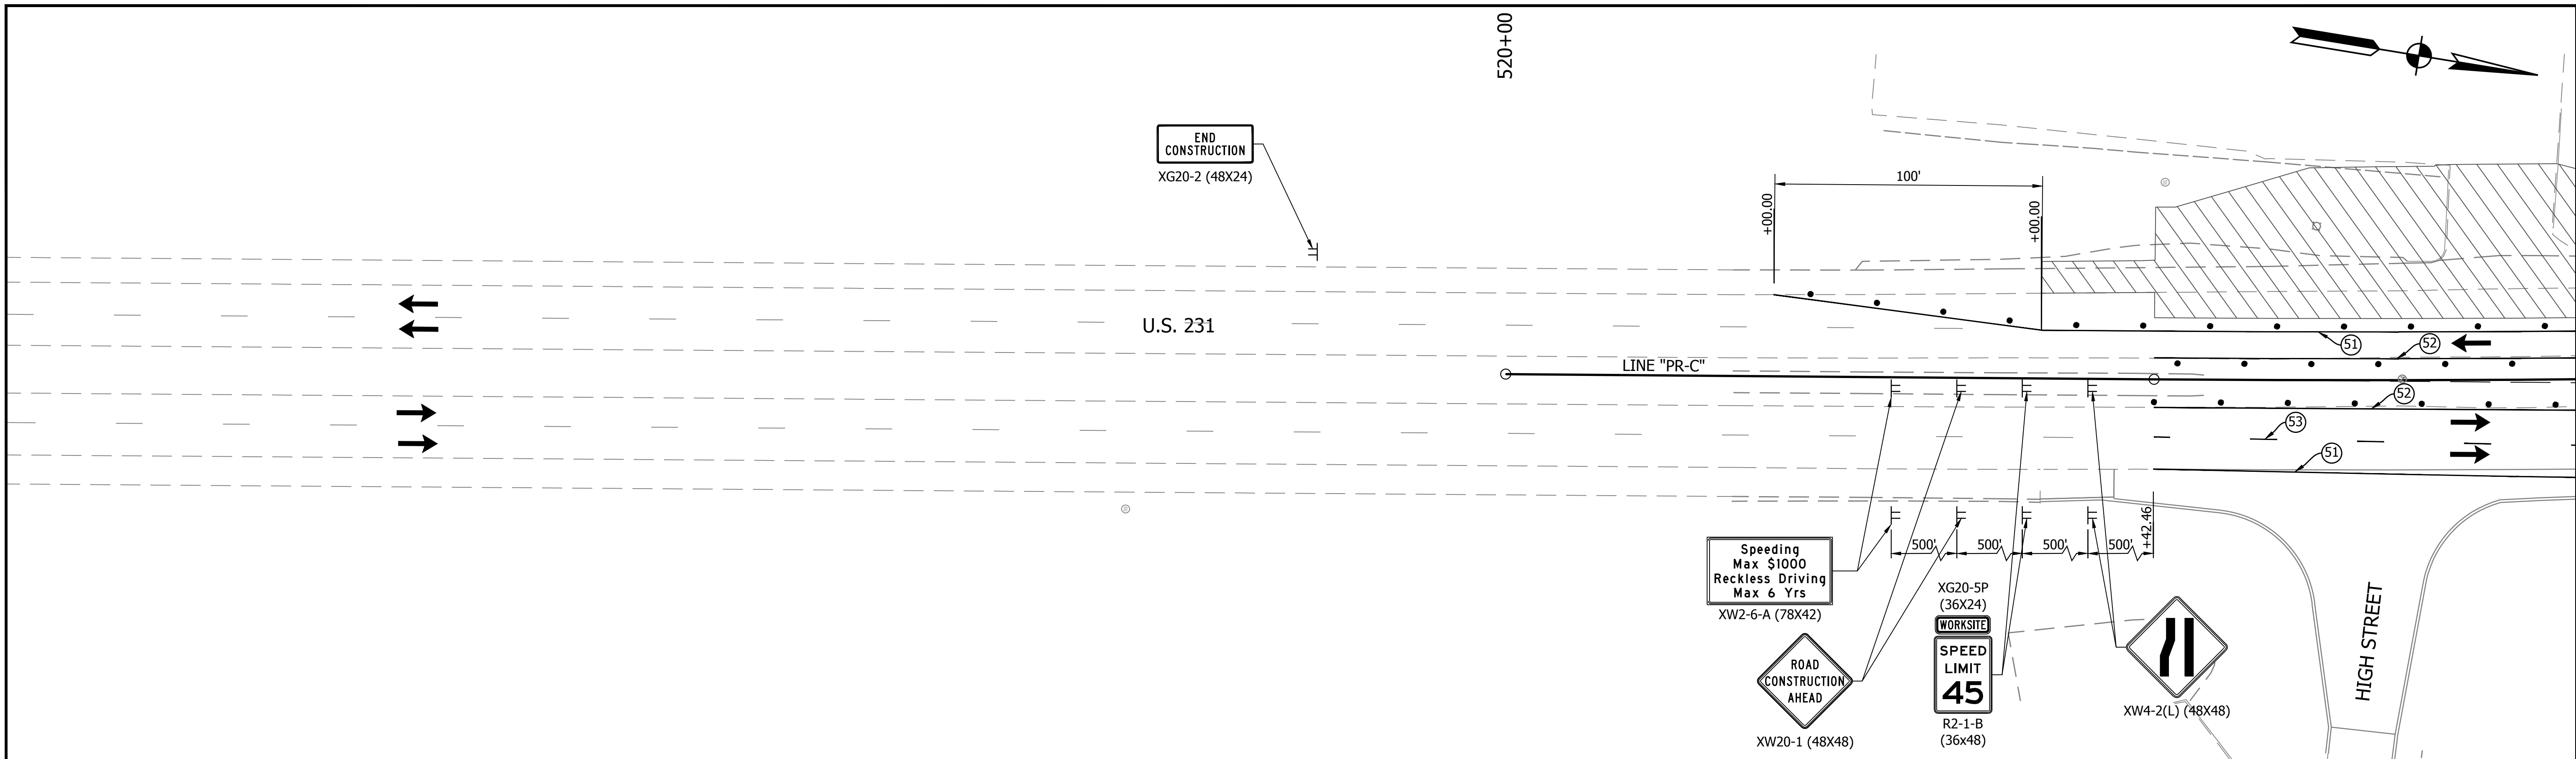 520+00
END
CONSTRUCTION
XG20-2 (48X24)
100'
+00.00
+00.00
U.S. 231
LINE "PR-C"
51
52
52
53
51
+42.46
500'
500'
500'
500'
Speeding
Max $1000
Reckless Driving
Max 6 Yrs
XW2-6-A (78X42)
ROAD
CONSTRUCTION
AHEAD
XW20-1 (48X48)
XG20-5P
(36X24)
WORKSITE
SPEED
LIMIT
45
R2-1-B
(36x48)
XW4-2(L) (48X48)
HIGH STREET